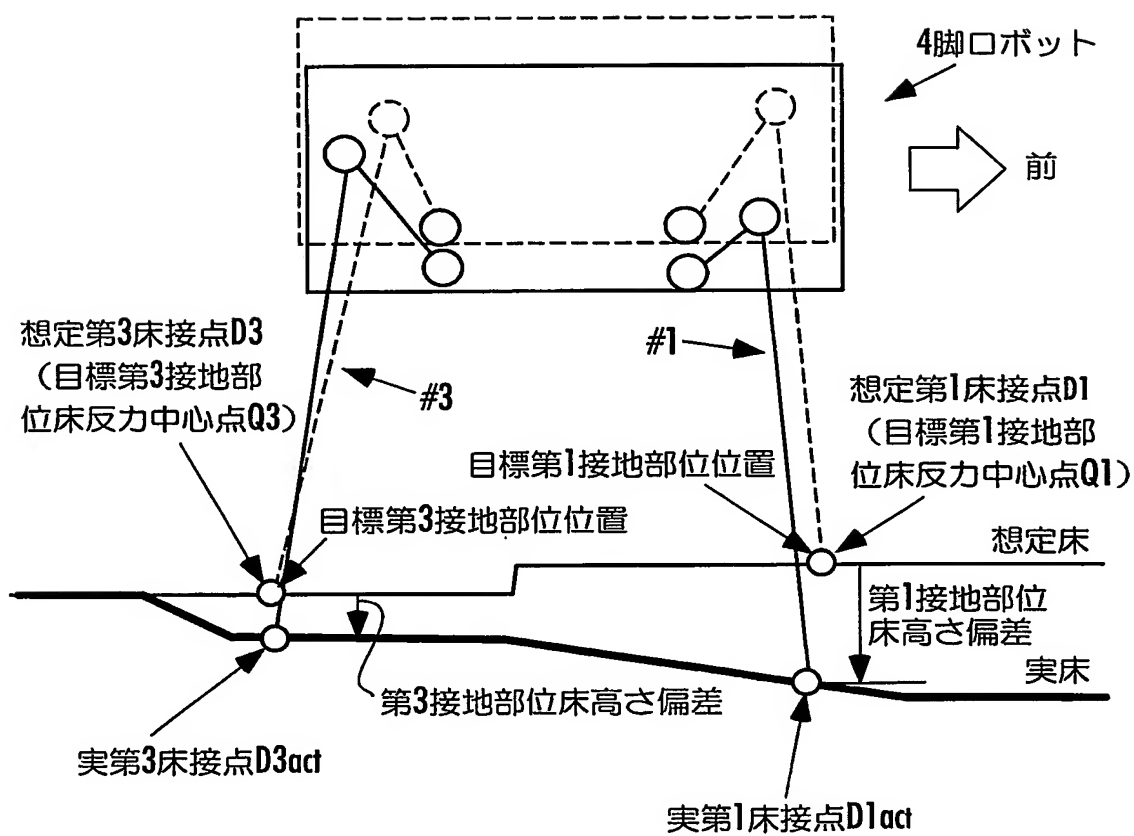 4脚ロボット
前
想定第3床接点D3
（目標第3接地部
位床反力中心点Q3）
#3
#1
想定第1床接点D1
（目標第1接地部
位床反力中心点Q1）
目標第1接地部位位置
目標第3接地部位位置
想定床
第1接地部位
床高さ偏差
実床
第3接地部位床高さ偏差
実第3床接点D3act
実第1床接点D1act